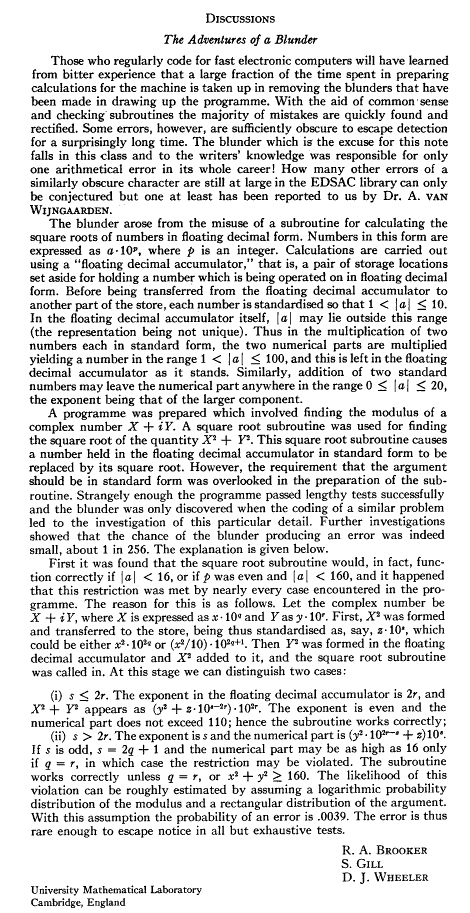 DISCUSSIONS
The Adventures of a Blunder
Those who regularly code for fast electronic computers will have learned
from bitter experience that a large fraction of the time spent in preparing
calculations for the machine is taken up in removing the blunders that have
been made in drawing up the programme. With the aid of common sense
and checking subroutines the majority of mistakes are quickly found and
rectified. Some errors, however, are sufficiently obscure to escape detection
for a surprisingly long time. The blunder which is the excuse for this note
falls in this class and to the writers' knowledge was responsible for only
one arithmetical error in its whole career! How many other errors of a
similarly obscure character are still at large in the EDSAC library can only
be conjectured but one at least has been reported to us by Dr. A. VAN
WIJNGAARDEN.
The blunder arose from the misuse of a subroutine for calculating the
square roots of numbers in floating decimal form. Numbers in this form are
expressed as a·10ᵖ, where p is an integer. Calculations are carried out
using a "floating decimal accumulator," that is, a pair of storage locations
set aside for holding a number which is being operated on in floating decimal
form. Before being transferred from the floating decimal accumulator to
another part of the store, each number is standardised so that 1 < |a| ≤ 10.
In the floating decimal accumulator itself, |a| may lie outside this range
(the representation being not unique). Thus in the multiplication of two
numbers each in standard form, the two numerical parts are multiplied
yielding a number in the range 1 < |a| ≤ 100, and this is left in the floating
decimal accumulator as it stands. Similarly, addition of two standard
numbers may leave the numerical part anywhere in the range 0 ≤ |a| ≤ 20,
the exponent being that of the larger component.
A programme was prepared which involved finding the modulus of a
complex number X + iY. A square root subroutine was used for finding
the square root of the quantity X² + Y². This square root subroutine causes
a number held in the floating decimal accumulator in standard form to be
replaced by its square root. However, the requirement that the argument
should be in standard form was overlooked in the preparation of the sub-
routine. Strangely enough the programme passed lengthy tests successfully
and the blunder was only discovered when the coding of a similar problem
led to the investigation of this particular detail. Further investigations
showed that the chance of the blunder producing an error was indeed
small, about 1 in 256. The explanation is given below.
First it was found that the square root subroutine would, in fact, func-
tion correctly if |a| < 16, or if p was even and |a| < 160, and it happened
that this restriction was met by nearly every case encountered in the pro-
gramme. The reason for this is as follows. Let the complex number be
X + iY, where X is expressed as x·10^q and Y as y·10^r. First, X² was formed
and transferred to the store, being thus standardised as, say, z·10^s, which
could be either x²·10^2q or (x²/10)·10^2q+1. Then Y² was formed in the floating
decimal accumulator and X² added to it, and the square root subroutine
was called in. At this stage we can distinguish two cases:
(i) s ≤ 2r. The exponent in the floating decimal accumulator is 2r, and
X² + Y² appears as (y² + z·10^s−2r)·10^2r. The exponent is even and the
numerical part does not exceed 110; hence the subroutine works correctly;
(ii) s > 2r. The exponent is s and the numerical part is (y²·10^2r−s + z)10^s.
If s is odd, s = 2q + 1 and the numerical part may be as high as 16 only
if q = r, in which case the restriction may be violated. The subroutine
works correctly unless q = r, or x² + y² ≥ 160. The likelihood of this
violation can be roughly estimated by assuming a logarithmic probability
distribution of the modulus and a rectangular distribution of the argument.
With this assumption the probability of an error is .0039. The error is thus
rare enough to escape notice in all but exhaustive tests.
R. A. BROOKER
S. GILL
D. J. WHEELER
University Mathematical Laboratory
Cambridge, England